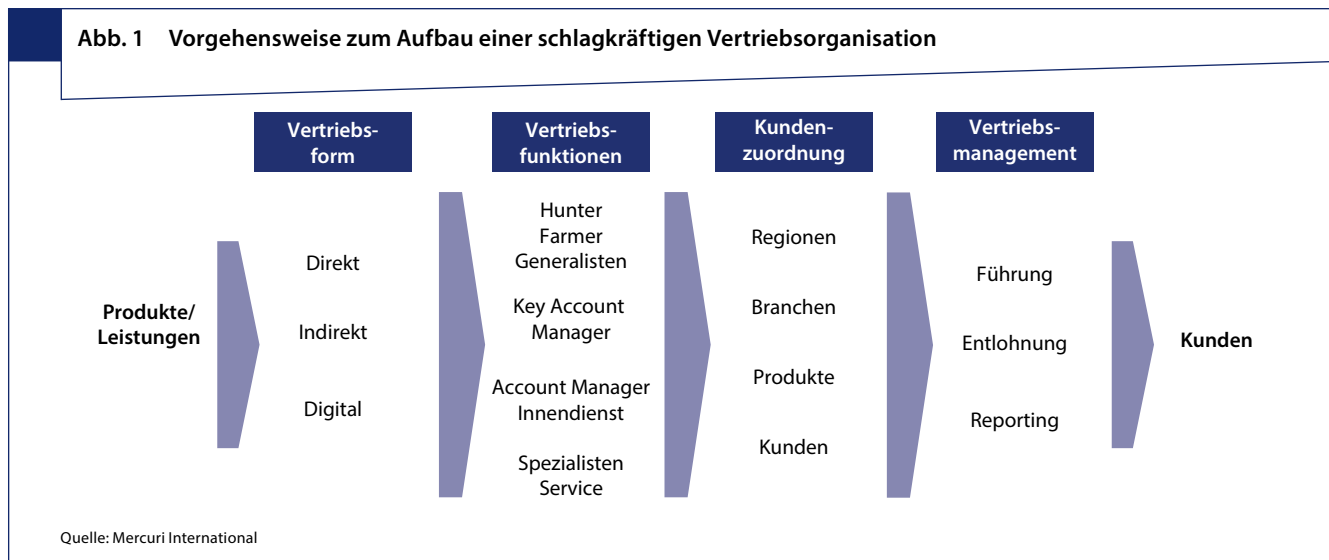 Abb. 1 Vorgehensweise zum Aufbau einer schlagkräftigen Vertriebsorganisation
Vertriebs-
form
Vertriebs-
funktionen
Kunden-
zuordnung
Vertriebs-
management
Produkte/
Leistungen
Direkt
Indirekt
Digital
Hunter
Farmer
Generalisten
Key Account
Manager
Account Manager
Innendienst
Spezialisten
Service
Regionen
Branchen
Produkte
Kunden
Führung
Entlohnung
Reporting
Kunden
Quelle: Mercuri International